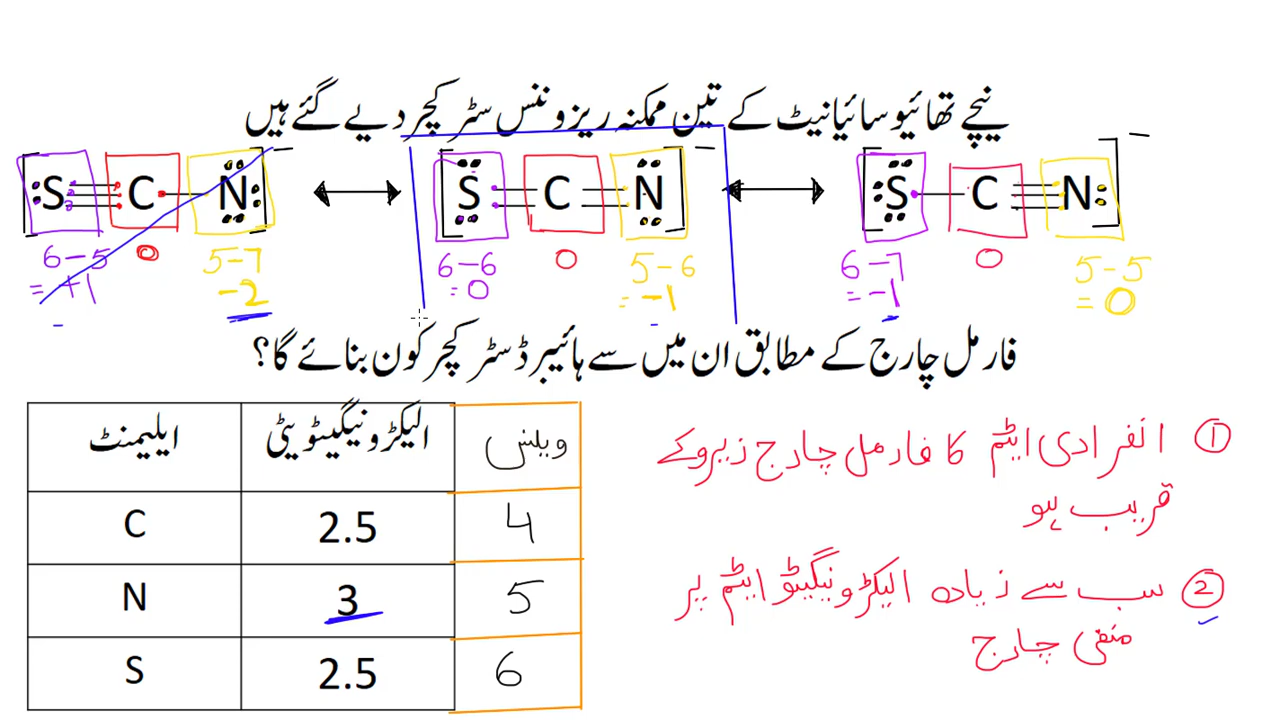 نیچے تھائیوسائیانیٹ کے تین ممکنہ ریزوننس سٹرکچر دیے گئے ہیں
[S≡C−N]− ↔ [S=C=N]− ↔ [S−C≡N]−
6−5 0 5−7 6−6 0 5−6 6−7 0 5−5
=+1 −2 =0 =−1 =−1 =0
فارمل چارج کے مطابق ان میں سے ہائیبرڈ سٹرکچر کون بنائے گا؟
ایلیمنٹ الیکٹرونیگیٹویٹی ویلنس
C 2.5 4
N 3 5
S 2.5 6
1 انفرادی ایٹم کا فارمل چارج زیرو کے
قریب ہو
2 سب سے زیادہ الیکٹرونیگیٹو ایٹم پر
منفی چارج